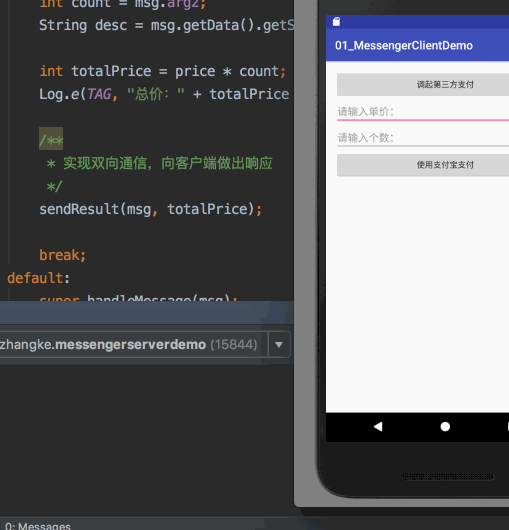 int count = msg.arg2;
String desc = msg.getData().getS
int totalPrice = price * count;
Log.e(TAG, "总价：" + totalPrice
/**
* 实现双向通信，向客户端做出响应
*/
sendResult(msg, totalPrice);
break;
default:
super.handleMessage(msg);
zhangke.messengerserverdemo (15844)
0: Messages
01_MessengerClientDemo
调起第三方支付
请输入单价：
请输入个数：
使用支付宝支付